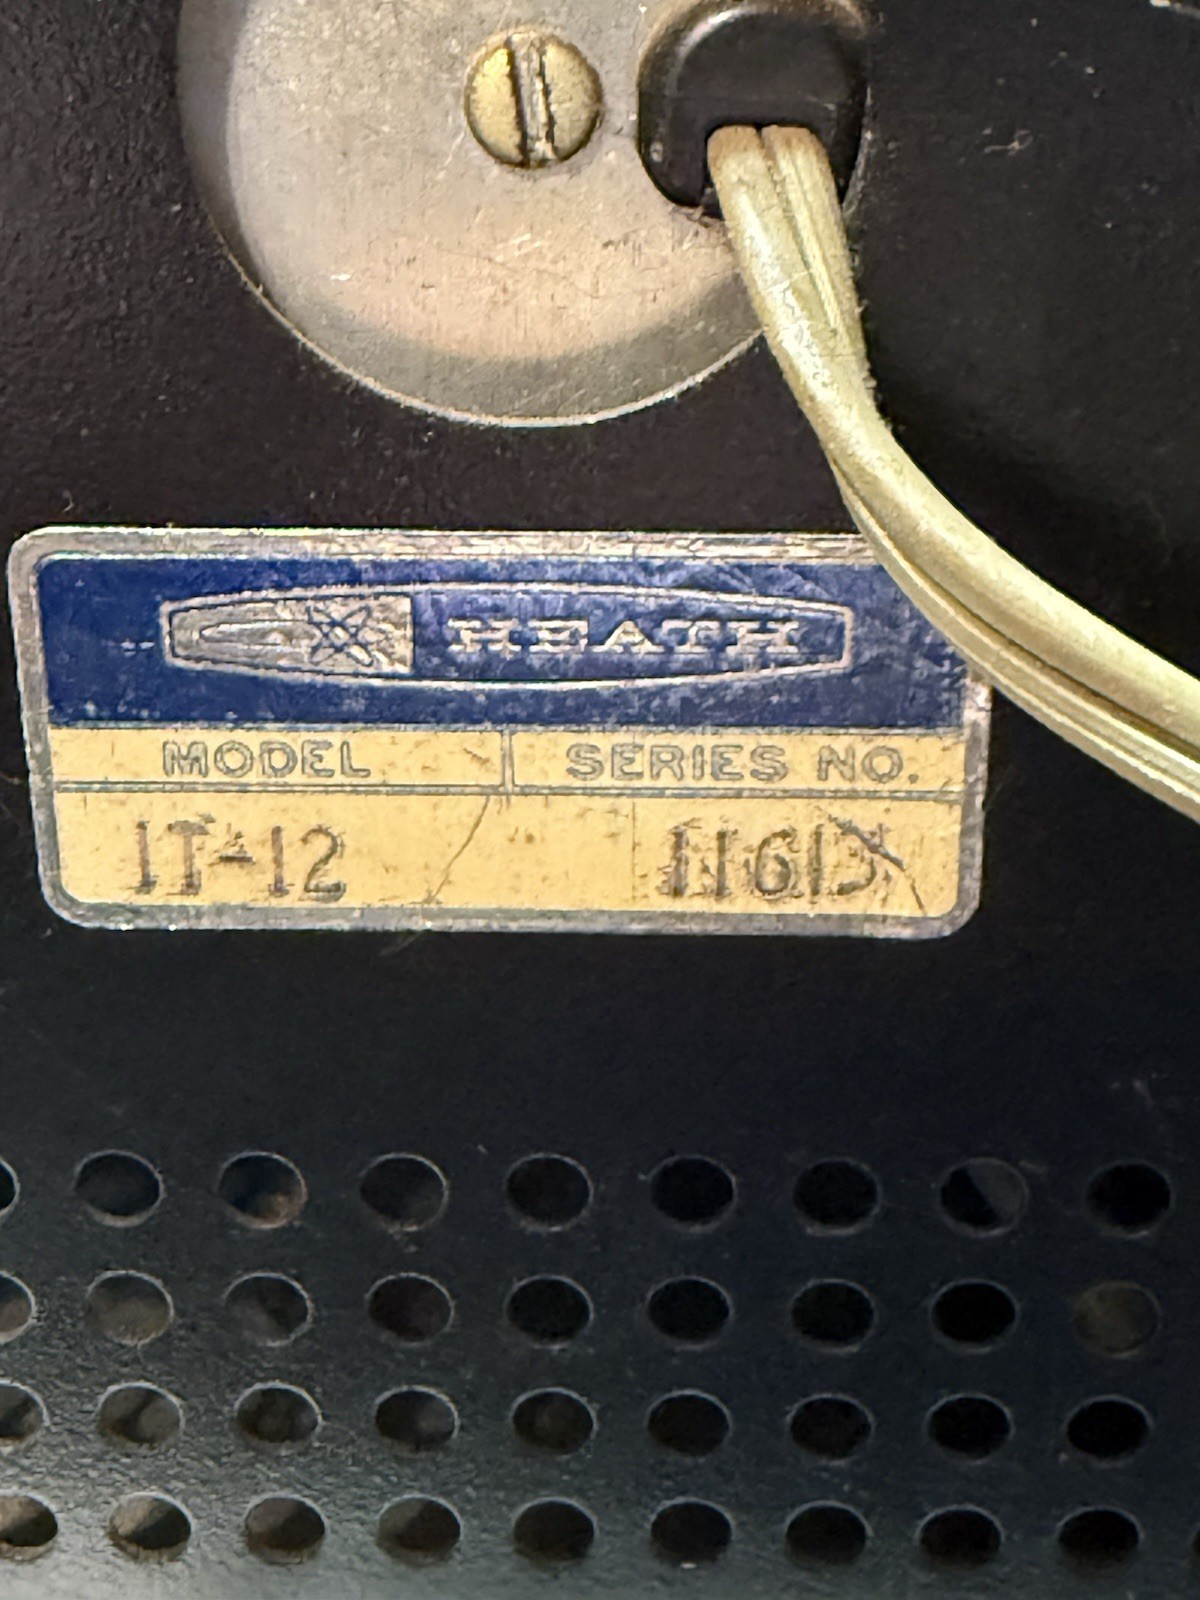 HEATH
MODEL SERIES NO.
IT-12